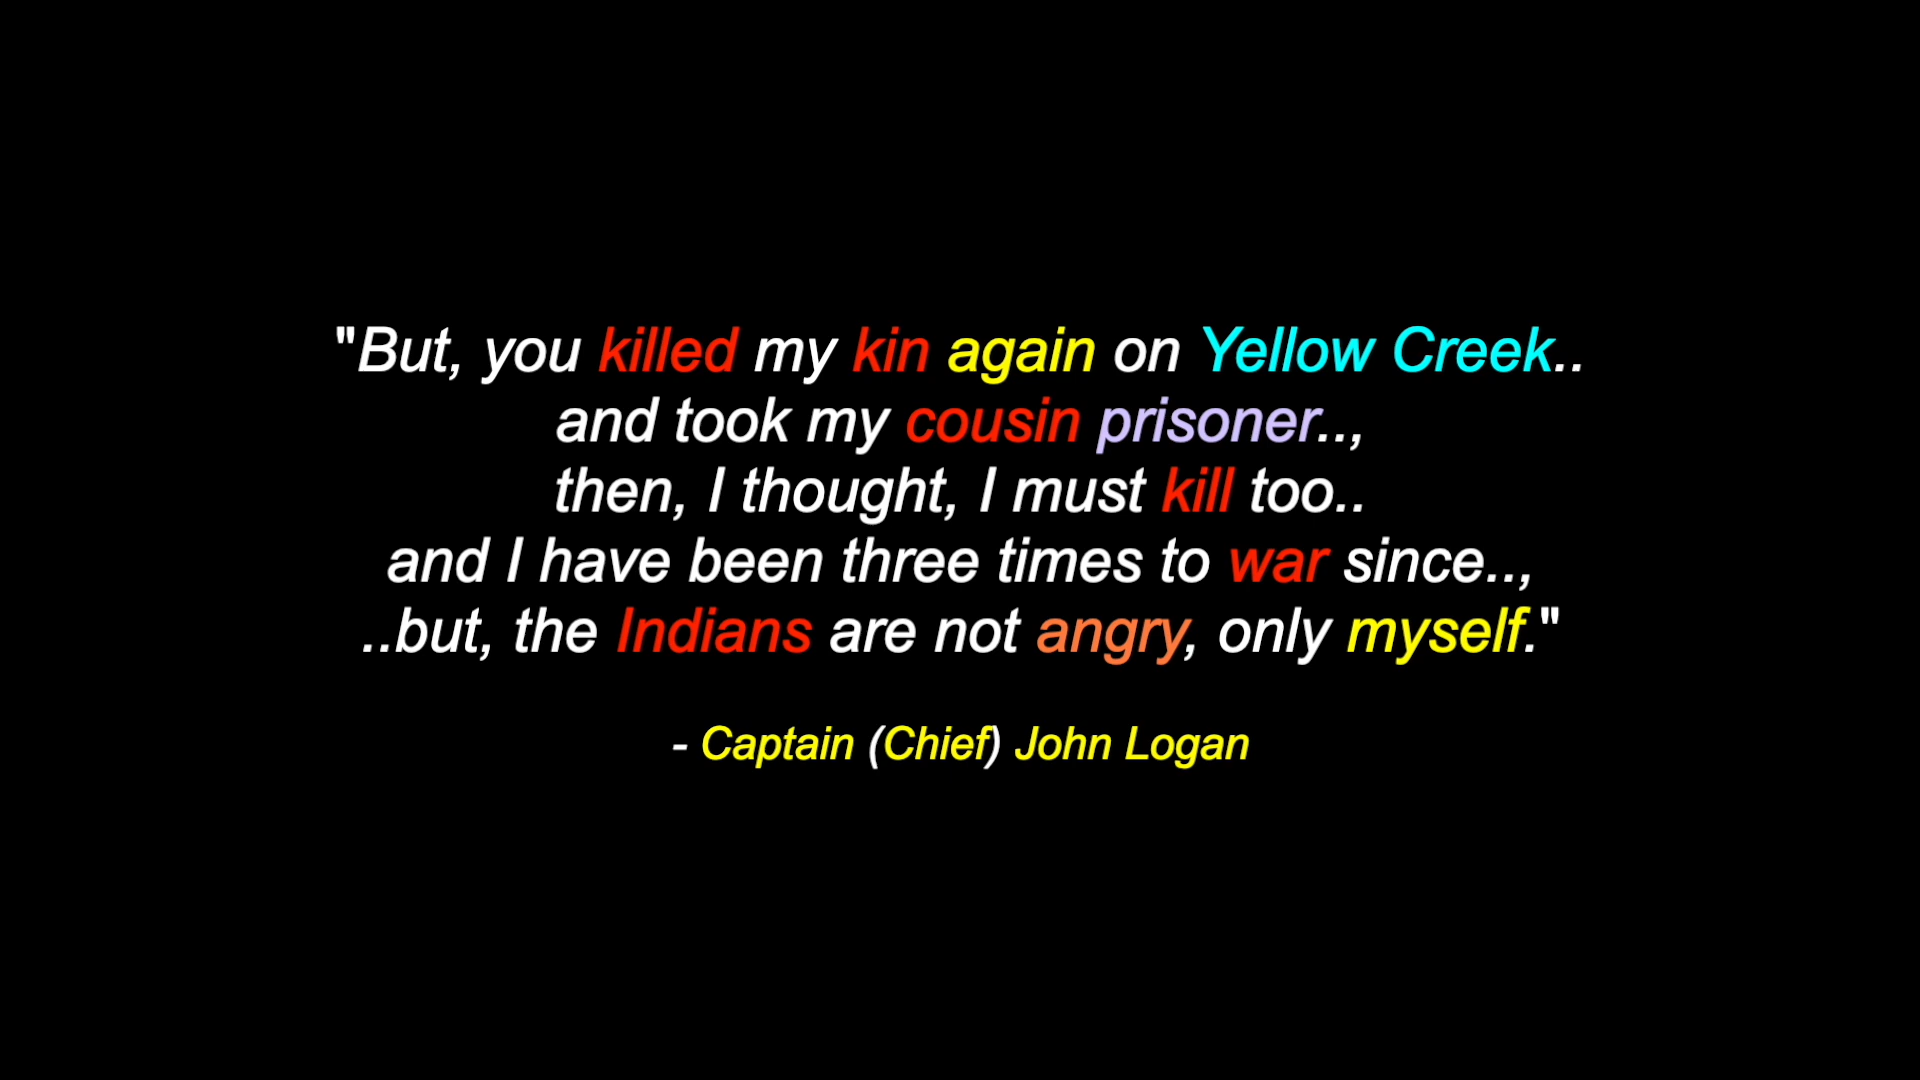 "But, you killed my kin again on Yellow Creek..
and took my cousin prisoner..,
then, I thought, I must kill too..
and I have been three times to war since..,
..but, the Indians are not angry, only myself."
- Captain (Chief) John Logan